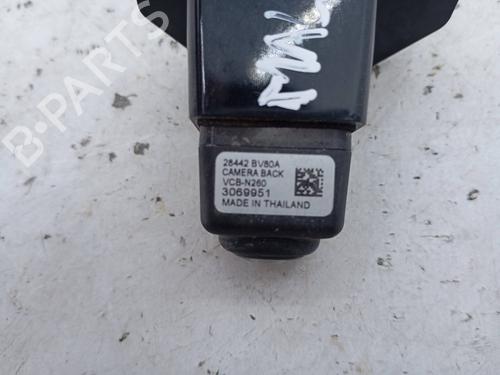 B-PARTS
28442 BV80A
CAMERA BACK
VCB-N260
3069951
MADE IN THAILAND